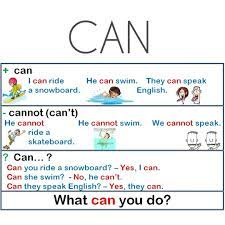 CAN
+ can
I can ride a snowboard. He can swim. They can speak English.
- cannot (can't)
He cannot ride a skateboard. He cannot swim. We cannot speak.
? Can... ?
Can you ride a snowboard? – Yes, I can.
Can she swim? - No, he can't.
Can they speak English? – Yes, they can.
What can you do?